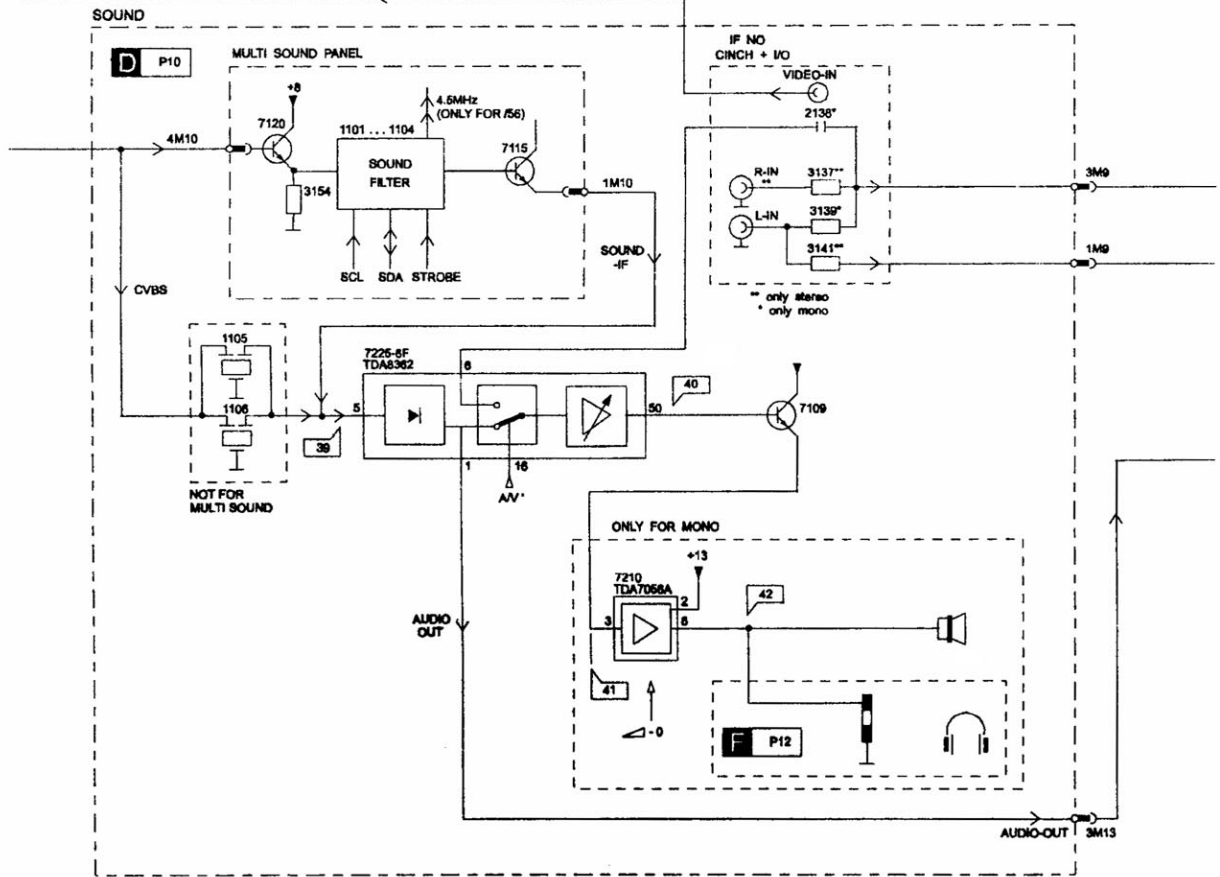 SOUND
D P10
MULTI SOUND PANEL
+8
7120
4M10
3154
1101 ... 1104
SOUND
FILTER
4.5MHz
(ONLY FOR /56)
7115
1M10
SCL SDA STROBE
SOUND
-IF
IF NO
CINCH + I/O
VIDEO-IN
2138*
R-IN
**
3137**
L-IN
3139*
3141**
** only stereo
* only mono
3M9
1M9
CVBS
1105
1106
NOT FOR
MULTI SOUND
39
7225-6F
TDA8362
5
6
1
16
50
A/V'
40
7109
ONLY FOR MONO
+13
7210
TDA7056A
3
2
6
42
41
- 0
F P12
AUDIO
OUT
AUDIO-OUT
3M13